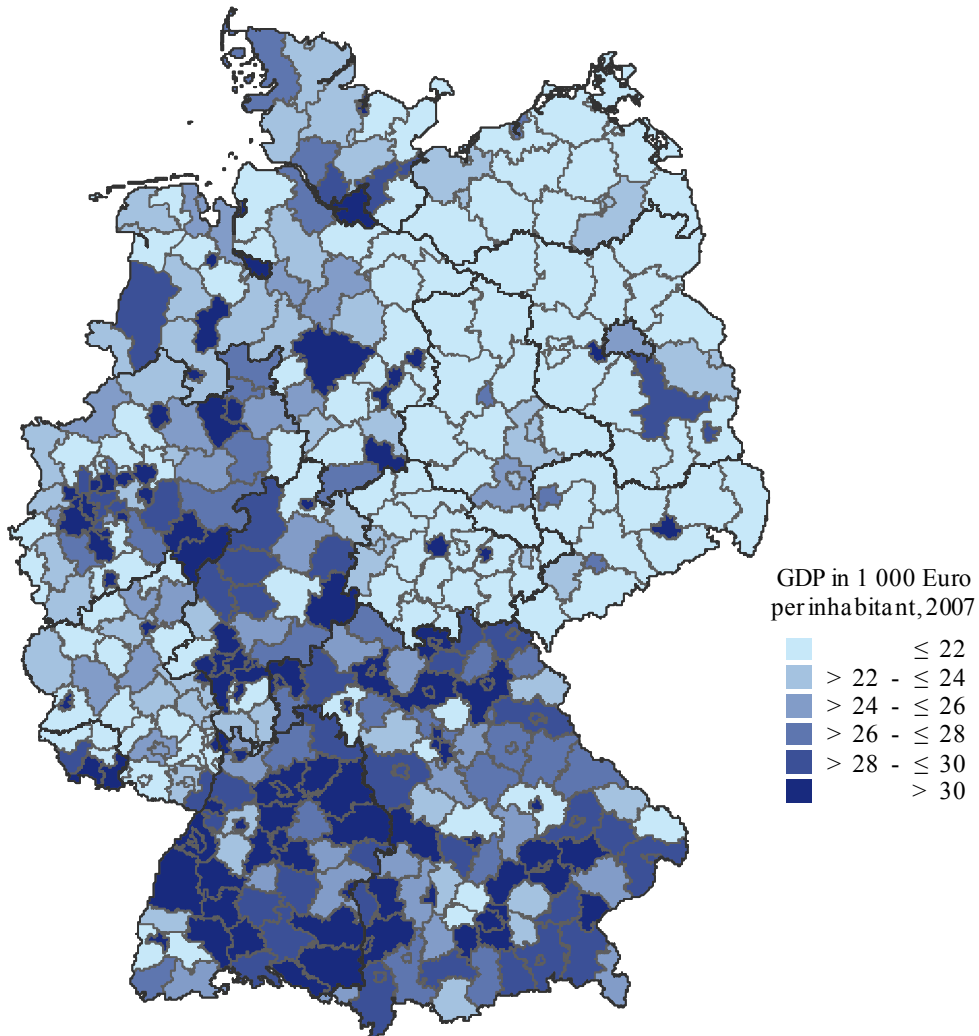 GDP in 1 000 Euro
per inhabitant, 2007
≤ 22
> 22 - ≤ 24
> 24 - ≤ 26
> 26 - ≤ 28
> 28 - ≤ 30
> 30